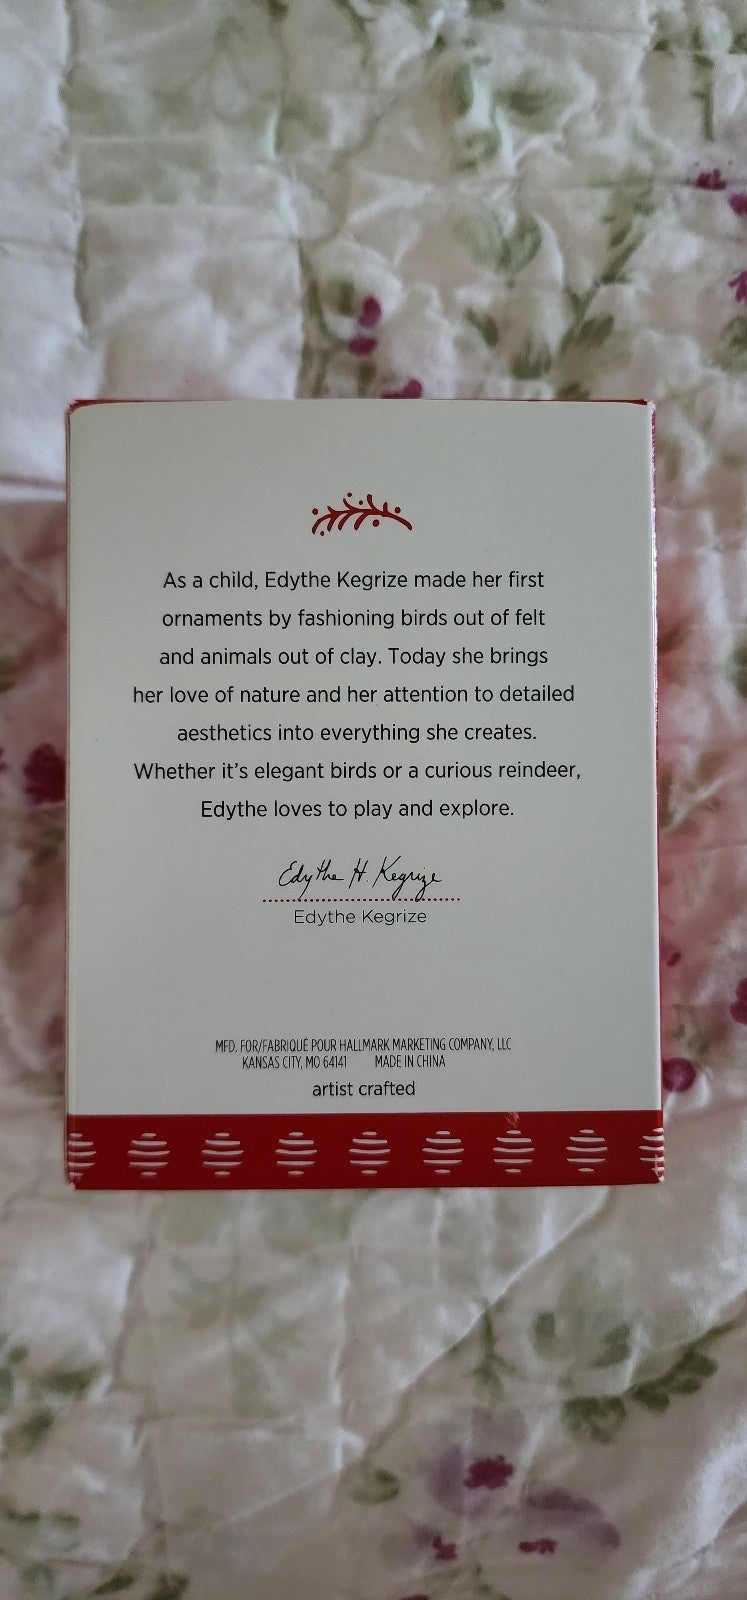 As a child, Edythe Kegrize made her first
ornaments by fashioning birds out of felt
and animals out of clay. Today she brings
her love of nature and her attention to detailed
aesthetics into everything she creates.
Whether it's elegant birds or a curious reindeer,
Edythe loves to play and explore.
Edythe H. Kegrize
Edythe Kegrize
MFD. FOR/FABRIQUÉ POUR HALLMARK MARKETING COMPANY, LLC
KANSAS CITY, MO 64141 MADE IN CHINA
artist crafted